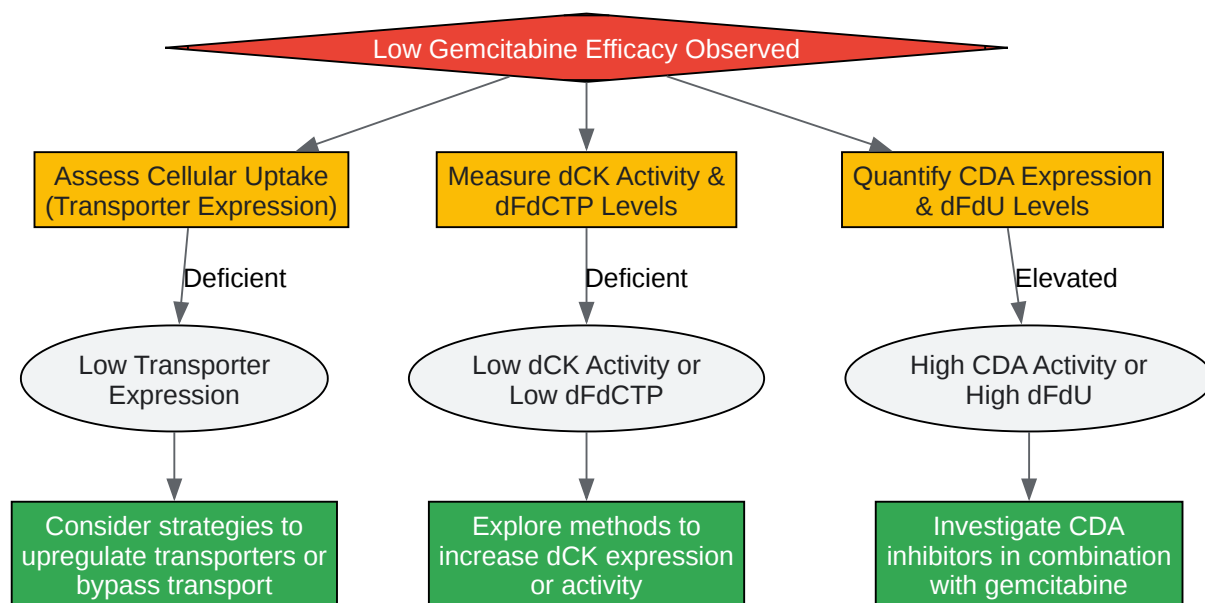 Low Gemcitabine Efficacy Observed
Assess Cellular Uptake
(Transporter Expression)
Measure dCK Activity &
dFdCTP Levels
Quantify CDA Expression
& dFdU Levels
Deficient
Deficient
Elevated
Low Transporter
Expression
Low dCK Activity or
Low dFdCTP
High CDA Activity or
High dFdU
Consider strategies to
upregulate transporters or
bypass transport
Explore methods to
increase dCK expression
or activity
Investigate CDA
inhibitors in combination
with gemcitabine